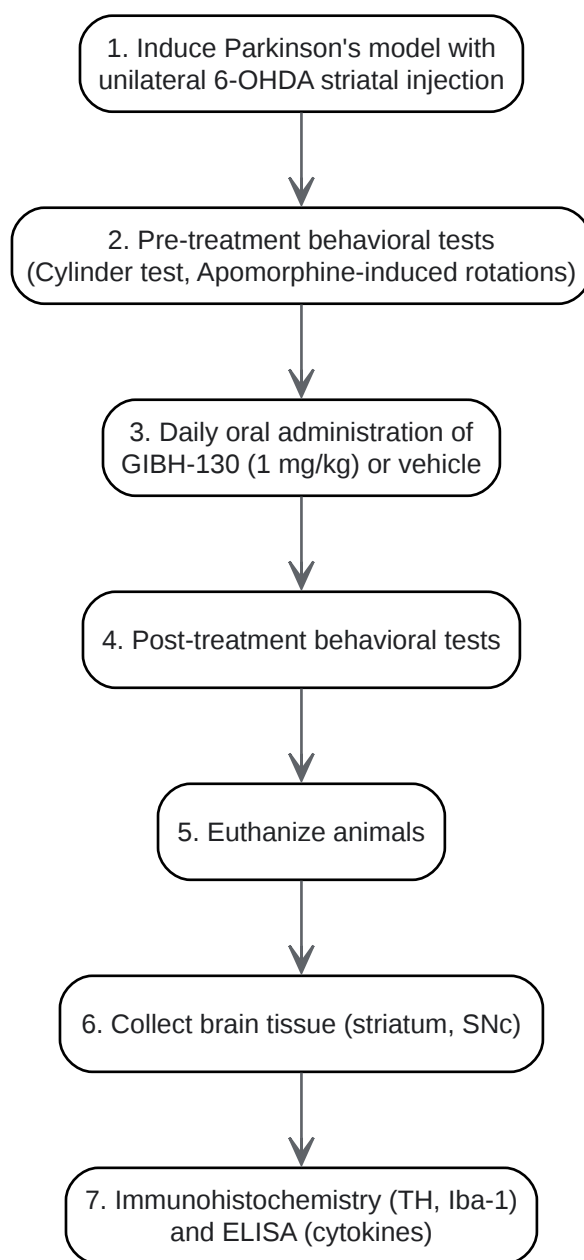 1. Induce Parkinson's model with
unilateral 6-OHDA striatal injection
2. Pre-treatment behavioral tests
(Cylinder test, Apomorphine-induced rotations)
3. Daily oral administration of
GIBH-130 (1 mg/kg) or vehicle
4. Post-treatment behavioral tests
5. Euthanize animals
6. Collect brain tissue (striatum, SNc)
7. Immunohistochemistry (TH, Iba-1)
and ELISA (cytokines)